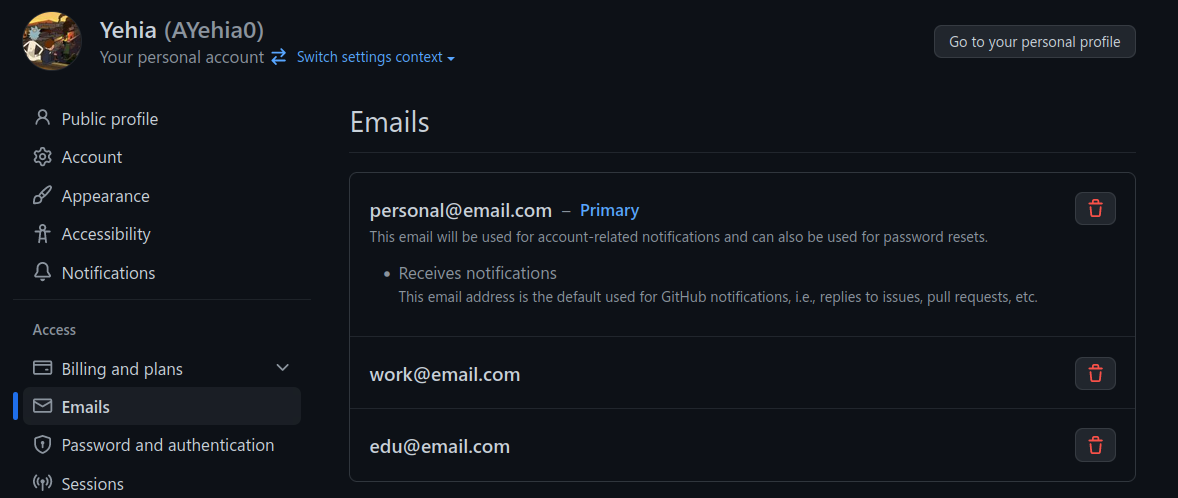 Yehia (AYehia0)
Your personal account Switch settings context
Go to your personal profile
Public profile
Account
Appearance
Accessibility
Notifications
Access
Billing and plans
Emails
Password and authentication
Sessions
Emails
personal@email.com – Primary
This email will be used for account-related notifications and can also be used for password resets.
• Receives notifications
This email address is the default used for GitHub notifications, i.e., replies to issues, pull requests, etc.
work@email.com
edu@email.com